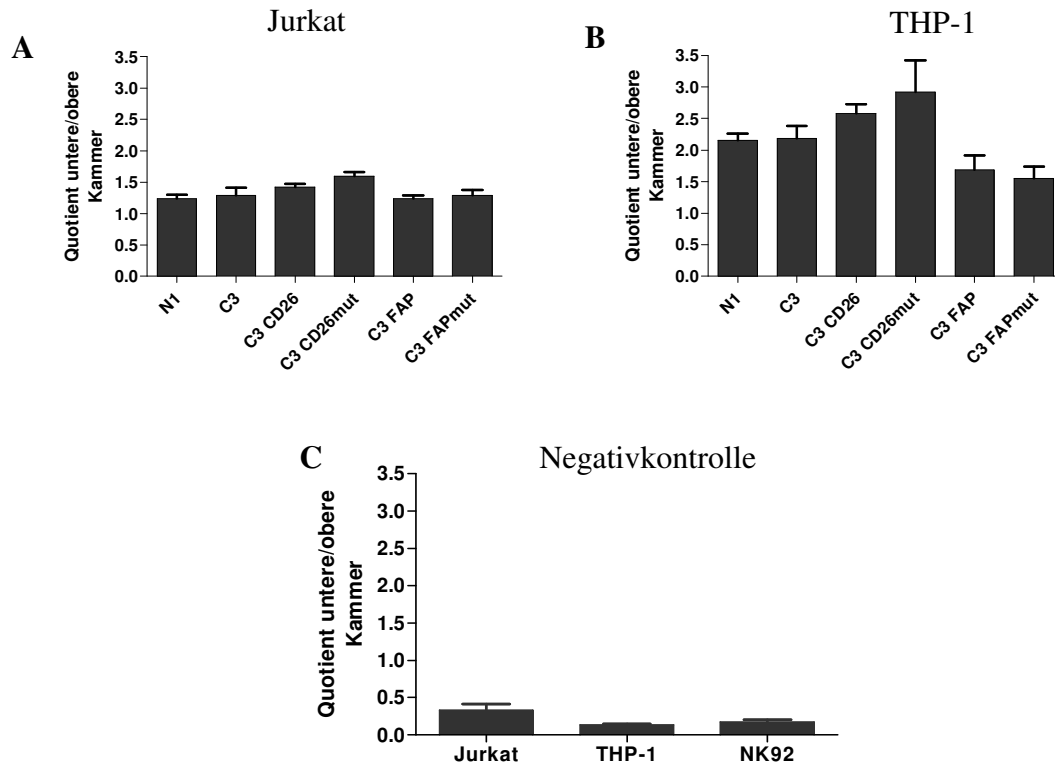 Jurkat
A
Quotient untere/obere
Kammer
3.5
3.0
2.5
2.0
1.5
1.0
0.5
0.0
N1
C3
C3 CD26
C3 CD26mut
C3 FAP
C3 FAPmut
THP-1
B
Quotient untere/obere
Kammer
3.5
3.0
2.5
2.0
1.5
1.0
0.5
0.0
N1
C3
C3 CD26
C3 CD26mut
C3 FAP
C3 FAPmut
C
Negativkontrolle
Quotient untere/obere
Kammer
3.5
3.0
2.5
2.0
1.5
1.0
0.5
0.0
Jurkat
THP-1
NK92